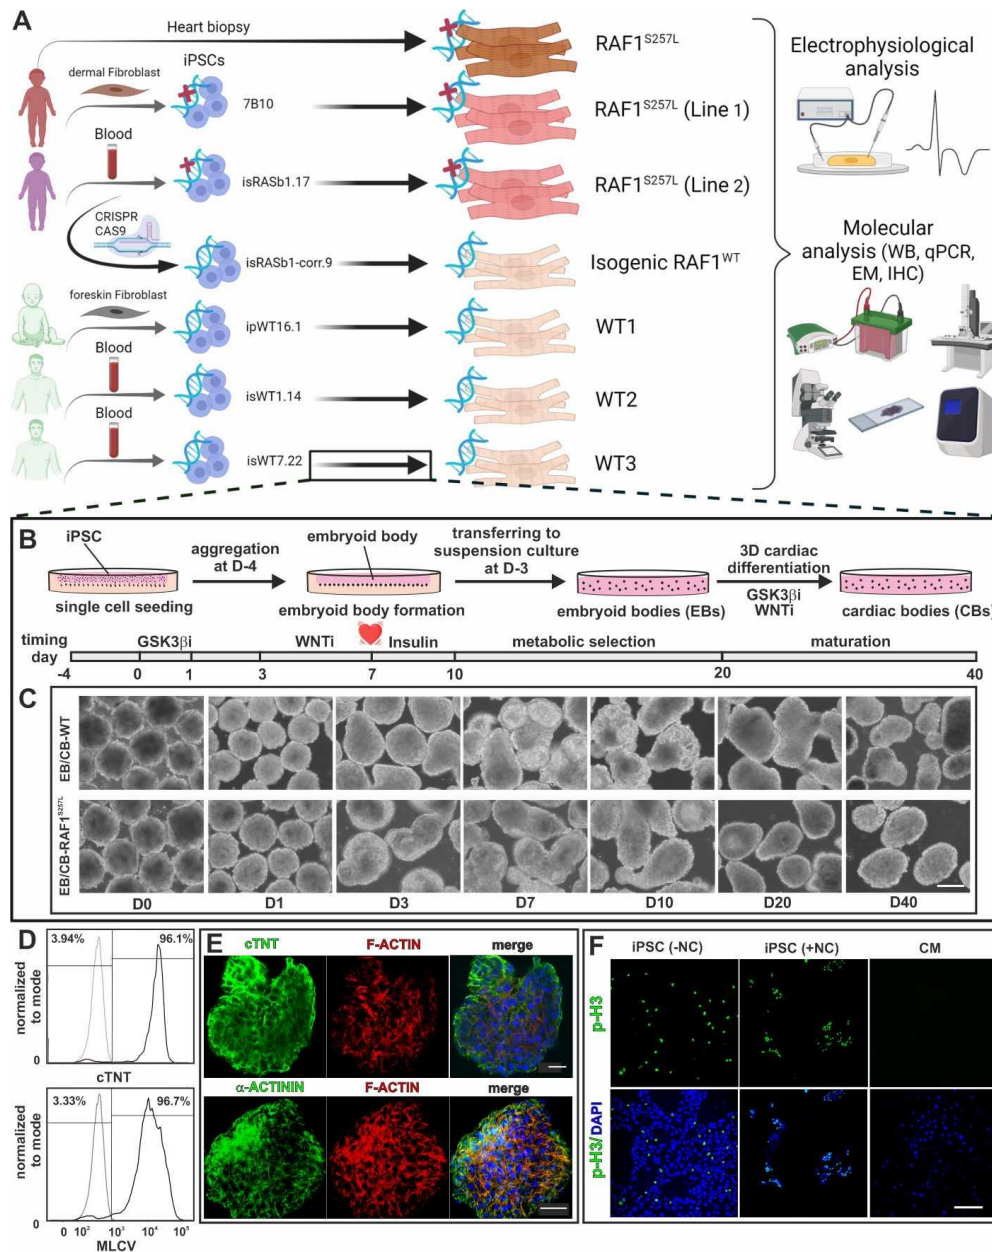 A
Heart biopsy
RAF1S257L
Electrophysiological
analysis
dermal Fibroblast
iPSCs
7B10
RAF1S257L (Line 1)
Blood
isRASb1.17
RAF1S257L (Line 2)
CRISPR
CAS9
isRASb1-corr.9
Isogenic RAF1WT
Molecular
analysis (WB, qPCR,
EM, IHC)
foreskin Fibroblast
ipWT16.1
WT1
Blood
isWT1.14
WT2
Blood
isWT7.22
WT3
B
iPSC
aggregation
at D-4
embryoid body
transferring to
suspension culture
at D-3
3D cardiac
differentiation
GSK3βi
WNTi
single cell seeding
embryoid body formation
embryoid bodies (EBs)
cardiac bodies (CBs)
timing
day
GSK3βi
WNTi
Insulin
metabolic selection
maturation
-4 0 1 3 7 10 20 40
C
EB/CB-WT
EB/CB-RAF1S257L
D0 D1 D3 D7 D10 D20 D40
D
3.94% 96.1%
normalized
to mode
0
cTNT
3.33% 96.7%
normalized
to mode
0
0 10² 10³ 10⁴ 10⁵
MLCV
E
cTNT F-ACTIN merge
α-ACTININ F-ACTIN merge
F
iPSC (-NC) iPSC (+NC) CM
p-H3
p-H3/DAPI